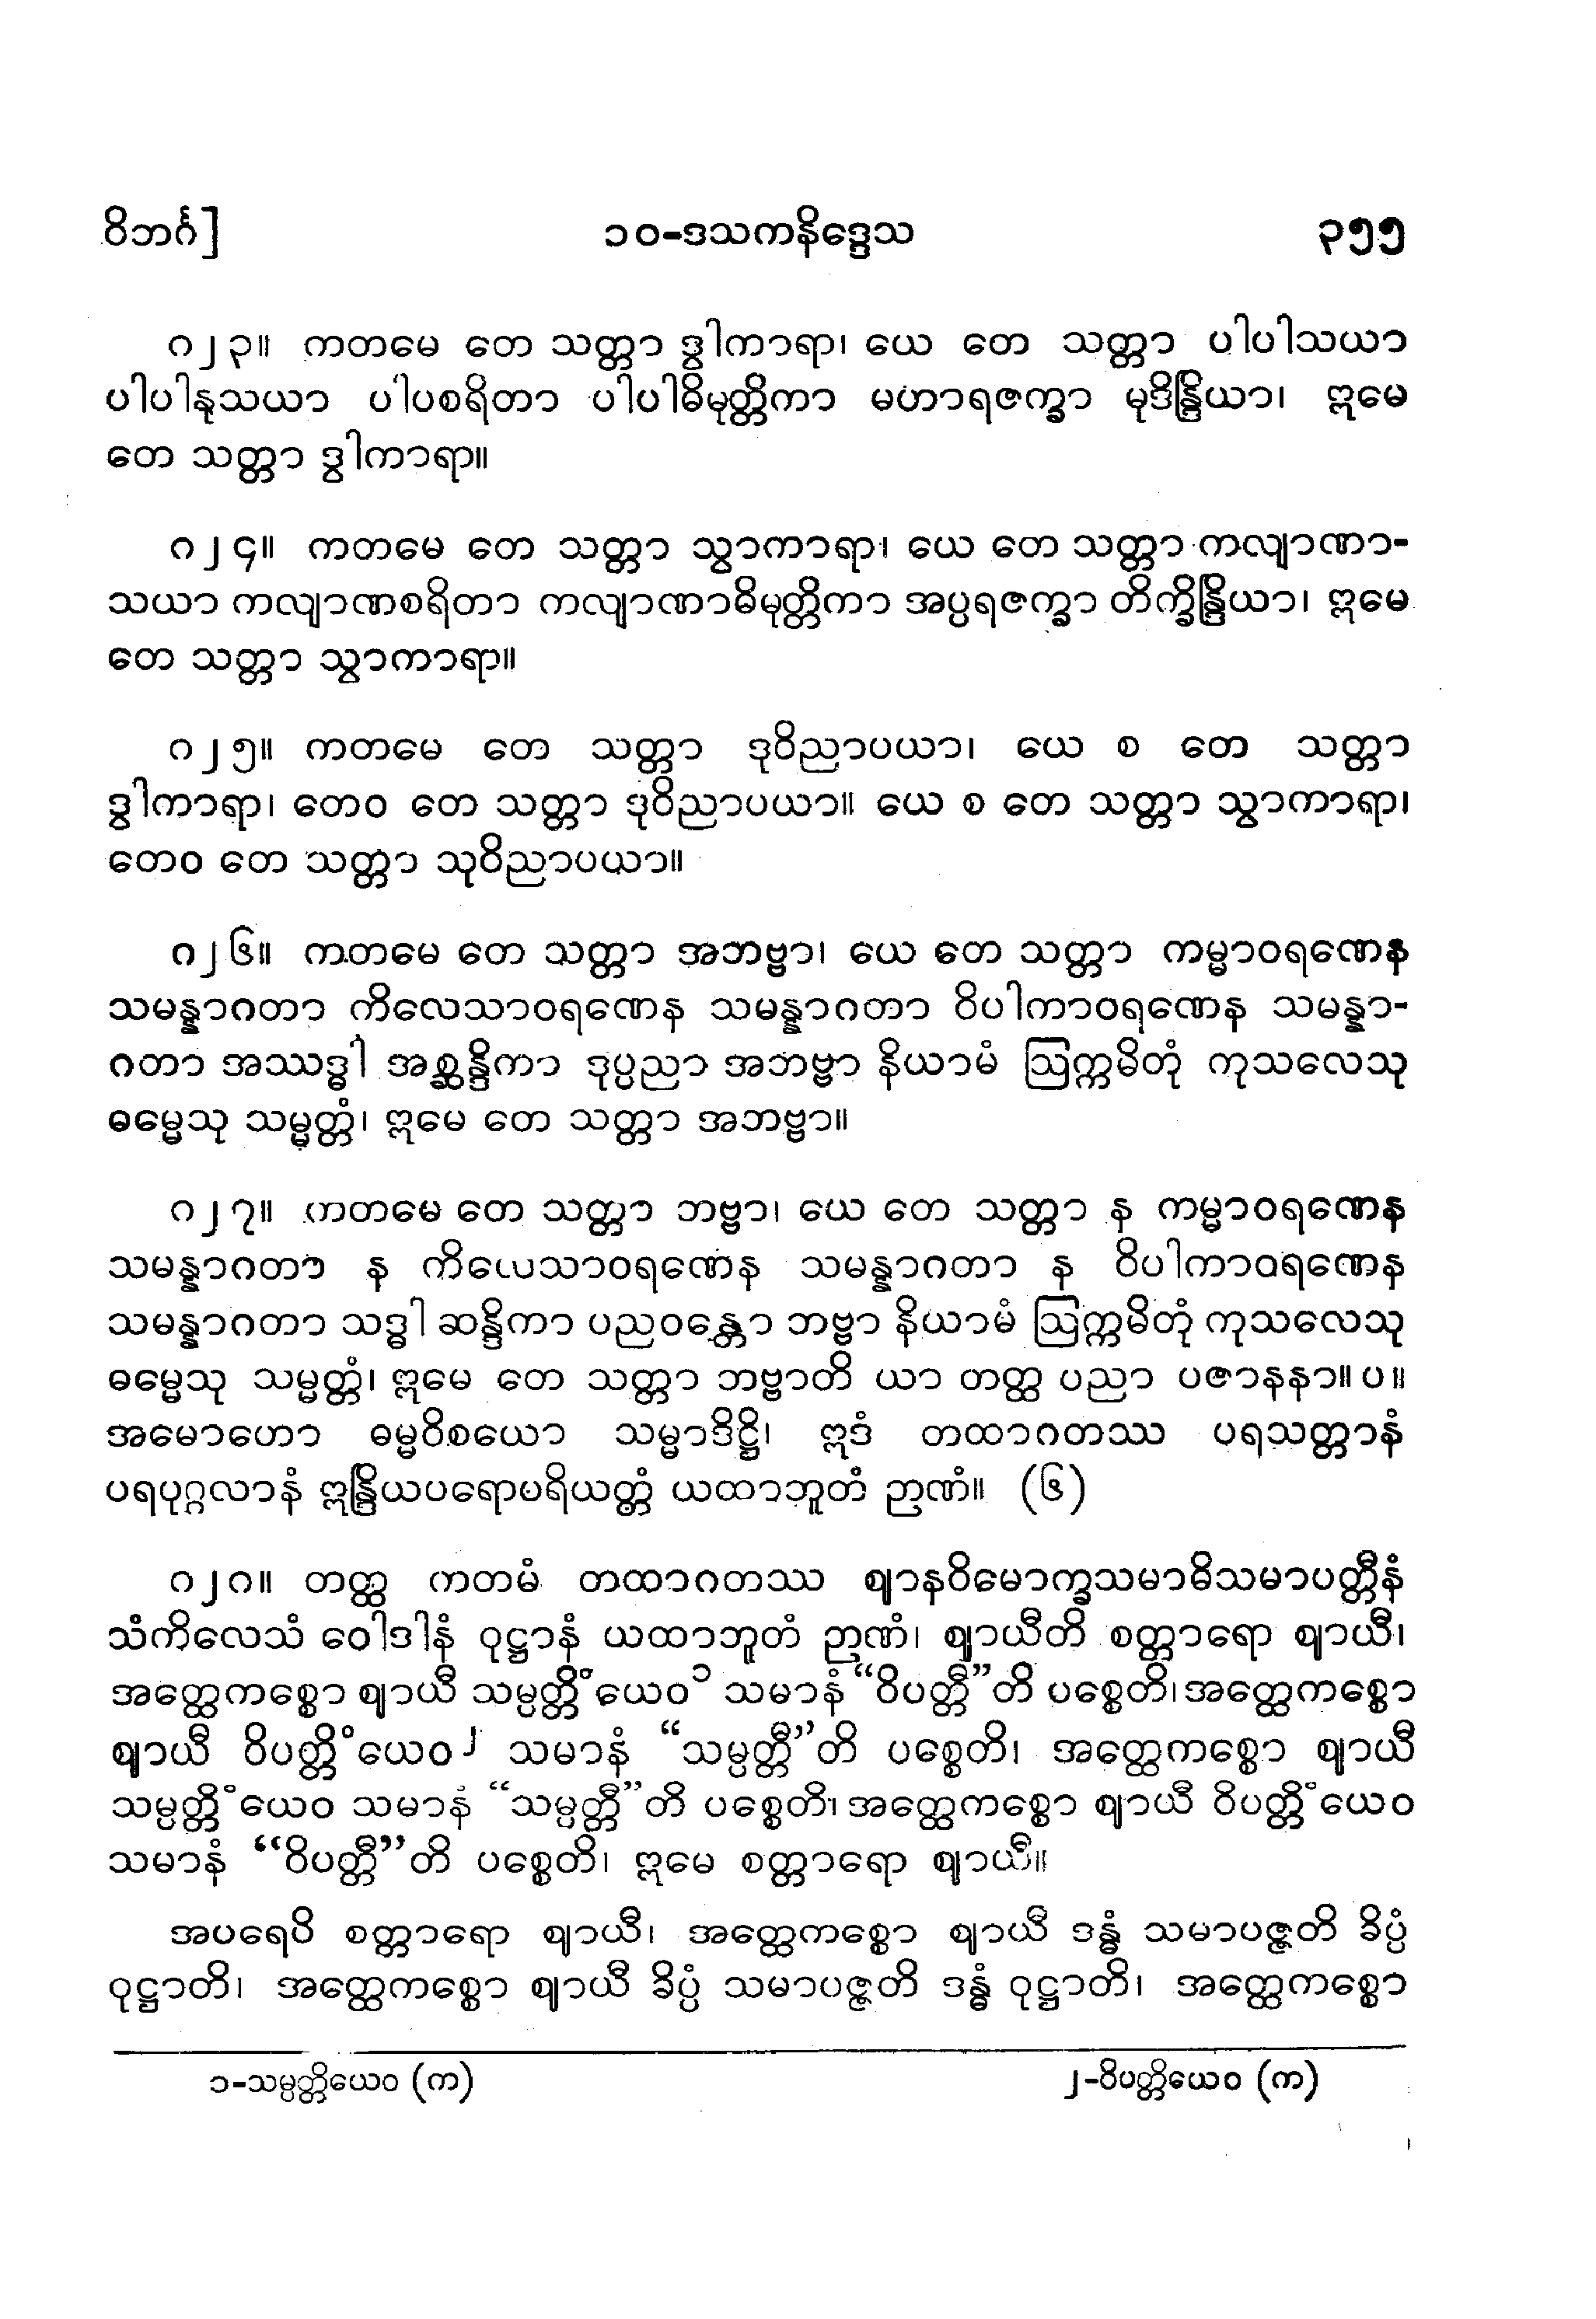 ဝိဘင်္ဂ] ၁၀-ဒသကနိဒ္ဒေသ ၃၅၅
၈၂၃။ ကတမေ တေ သတ္တာ ဒွါကာရာ၊ ယေ တေ သတ္တာ ပါပါသယာ
ပါပါနုသယာ ပါပစရိတာ ပါပါဓိမုတ္တိကာ မဟာရဇက္ခာ မုဒိန္ဒြိယာ၊ ဣမေ
တေ သတ္တာ ဒွါကာရာ။
၈၂၄။ ကတမေ တေ သတ္တာ သွာကာရာ၊ ယေ တေ သတ္တာ ကလျာဏာ-
သယာ ကလျာဏစရိတာ ကလျာဏာဓိမုတ္တိကာ အပ္ပရဇက္ခာ တိက္ခိန္ဒြိယာ၊ ဣမေ
တေ သတ္တာ သွာကာရာ။
၈၂၅။ ကတမေ တေ သတ္တာ ဒုဝိညာပယာ၊ ယေ စ တေ သတ္တာ
ဒွါကာရာ၊ တေဝ တေ သတ္တာ ဒုဝိညာပယာ။ ယေ စ တေ သတ္တာ သွာကာရာ၊
တေဝ တေ သတ္တာ သုဝိညာပယာ။
၈၂၆။ ကတမေ တေ သတ္တာ အဘဗ္ဗာ၊ ယေ တေ သတ္တာ ကမ္မာဝရဏေန
သမန္နာဂတာ ကိလေသာဝရဏေန သမန္နာဂတာ ဝိပါကာဝရဏေန သမန္နာ-
ဂတာ အဿဒ္ဓါ အစ္ဆန္ဒိကာ ဒုပ္ပညာ အဘဗ္ဗာ နိယာမံ ဩက္ကမိတုံ ကုသလေသု
ဓမ္မေသု သမ္မတ္တံ၊ ဣမေ တေ သတ္တာ အဘဗ္ဗာ။
၈၂၇။ ကတမေ တေ သတ္တာ ဘဗ္ဗာ၊ ယေ တေ သတ္တာ န ကမ္မာဝရဏေန
သမန္နာဂတာ န ကိလေသာဝရဏေန သမန္နာဂတာ န ဝိပါကာဝရဏေန
သမန္နာဂတာ သဒ္ဓါ ဆန္ဒိကာ ပညဝန္တော ဘဗ္ဗာ နိယာမံ ဩက္ကမိတုံ ကုသလေသု
ဓမ္မေသု သမ္မတ္တံ၊ ဣမေ တေ သတ္တာ ဘဗ္ဗာတိ ယာ တတ္ထ ပညာ ပဇာနနာ။ ပ။
အမောဟော ဓမ္မဝိစယော သမ္မာဒိဋ္ဌိ၊ ဣဒံ တထာဂတဿ ပရသတ္တာနံ
ပရပုဂ္ဂလာနံ ဣန္ဒြိယပရောပရိယတ္တံ ယထာဘူတံ ဉာဏံ။ (၆)
၈၂၈။ တတ္ထ ကတမံ တထာဂတဿ ဈာနဝိမောက္ခသမာဓိသမာပတ္တီနံ
သံကိလေသံ ဝေါဒါနံ ဝုဋ္ဌာနံ ယထာဘူတံ ဉာဏံ၊ ဈာယီတိ စတ္တာရော ဈာယီ၊
အတ္ထေကစ္စော ဈာယီ သမ္ပတ္တိံယေဝ ၁ သမာနံ “ဝိပတ္တီ”တိ ပစ္စေတိ၊ အတ္ထေကစ္စော
ဈာယီ ဝိပတ္တိံယေဝ ၂ သမာနံ “သမ္ပတ္တီ”တိ ပစ္စေတိ၊ အတ္ထေကစ္စော ဈာယီ
သမ္ပတ္တိံယေဝ သမာနံ “သမ္ပတ္တီ”တိ ပစ္စေတိ၊ အတ္ထေကစ္စော ဈာယီ ဝိပတ္တိံယေဝ
သမာနံ “ဝိပတ္တီ”တိ ပစ္စေတိ၊ ဣမေ စတ္တာရော ဈာယီ။
အပရေပိ စတ္တာရော ဈာယီ၊ အတ္ထေကစ္စော ဈာယီ ဒန္ဓံ သမာပဇ္ဇတိ ခိပ္ပံ
ဝုဋ္ဌာတိ၊ အတ္ထေကစ္စော ဈာယီ ခိပ္ပံ သမာပဇ္ဇတိ ဒန္ဓံ ဝုဋ္ဌာတိ၊ အတ္ထေကစ္စော
၁-သမ္ပတ္တိယေဝ (က) ၂-ဝိပတ္တိယေဝ (က)